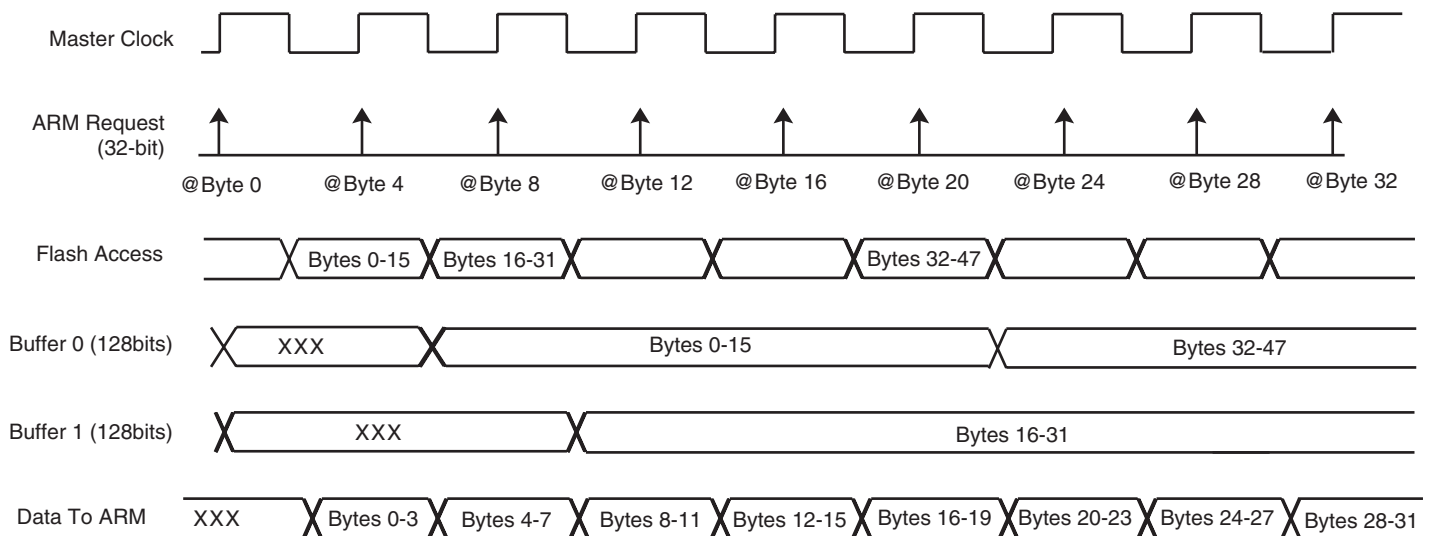 Master Clock
ARM Request
(32-bit)
@Byte 0 @Byte 4 @Byte 8 @Byte 12 @Byte 16 @Byte 20 @Byte 24 @Byte 28 @Byte 32
Flash Access Bytes 0-15 Bytes 16-31 Bytes 32-47
Buffer 0 (128bits) XXX Bytes 0-15 Bytes 32-47
Buffer 1 (128bits) XXX Bytes 16-31
Data To ARM XXX Bytes 0-3 Bytes 4-7 Bytes 8-11 Bytes 12-15 Bytes 16-19 Bytes 20-23 Bytes 24-27 Bytes 28-31